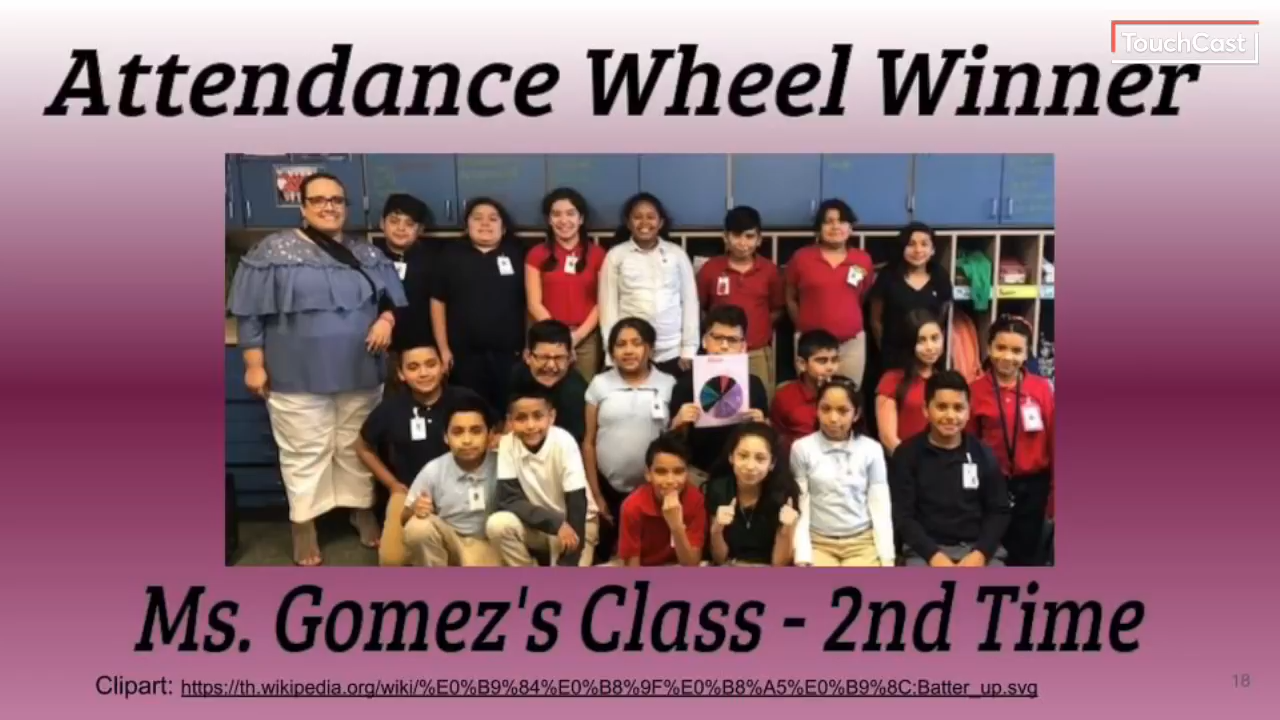 TouchCast
Attendance Wheel Winner
Ms. Gomez's Class - 2nd Time
Clipart: https://th.wikipedia.org/wiki/%E0%B9%84%E0%B8%9F%E0%B8%A5%E0%B9%8C:Batter_up.svg
18